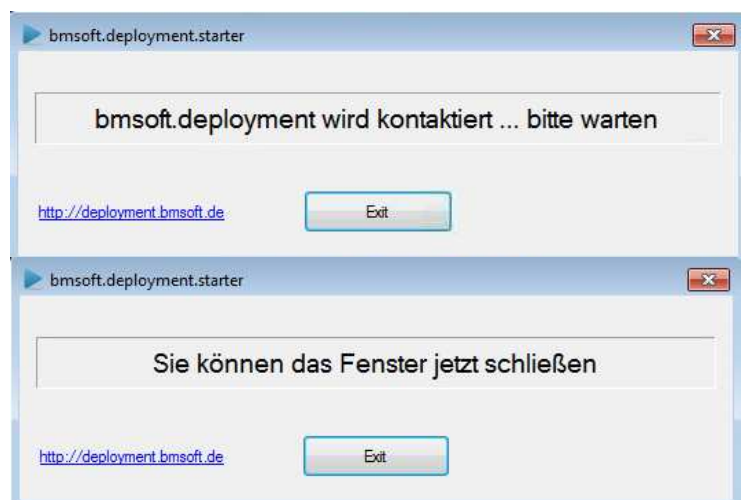 bmsoft.deployment.starter
bmsoft.deployment wird kontaktiert ... bitte warten
http://deployment.bmsoft.de
Exit
bmsoft.deployment.starter
Sie können das Fenster jetzt schließen
http://deployment.bmsoft.de
Exit